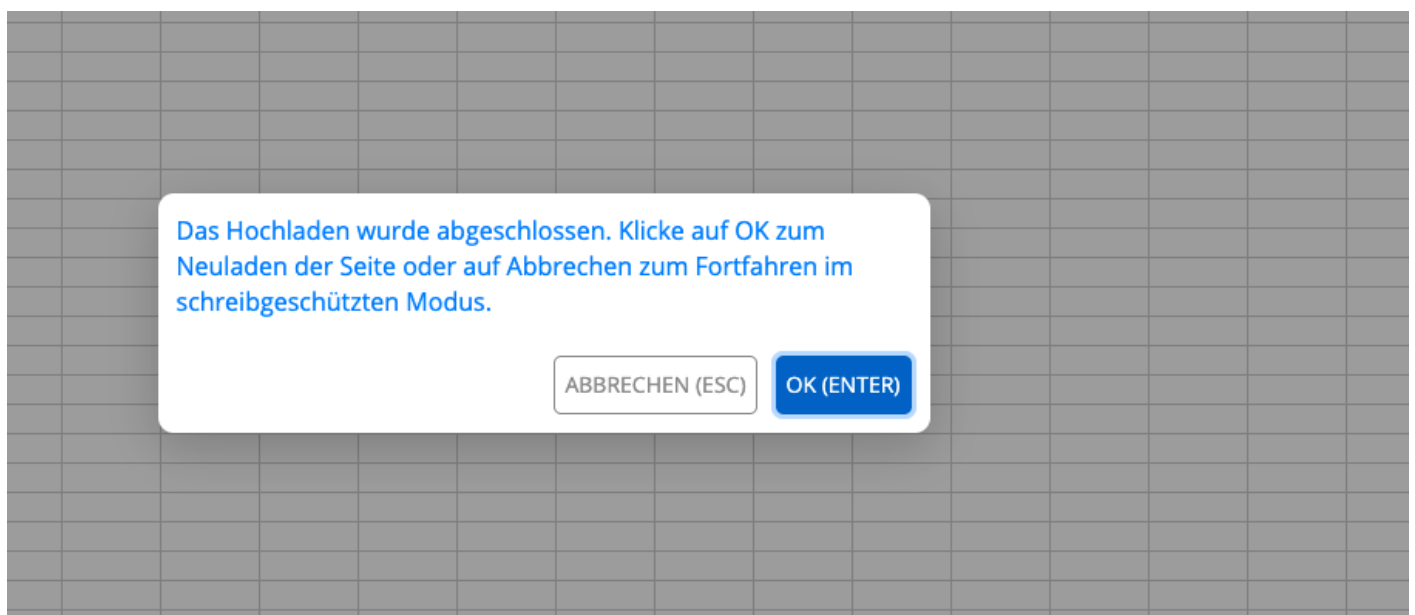 Das Hochladen wurde abgeschlossen. Klicke auf OK zum
Neuladen der Seite oder auf Abbrechen zum Fortfahren im
schreibgeschützten Modus.
ABBRECHEN (ESC)
OK (ENTER)